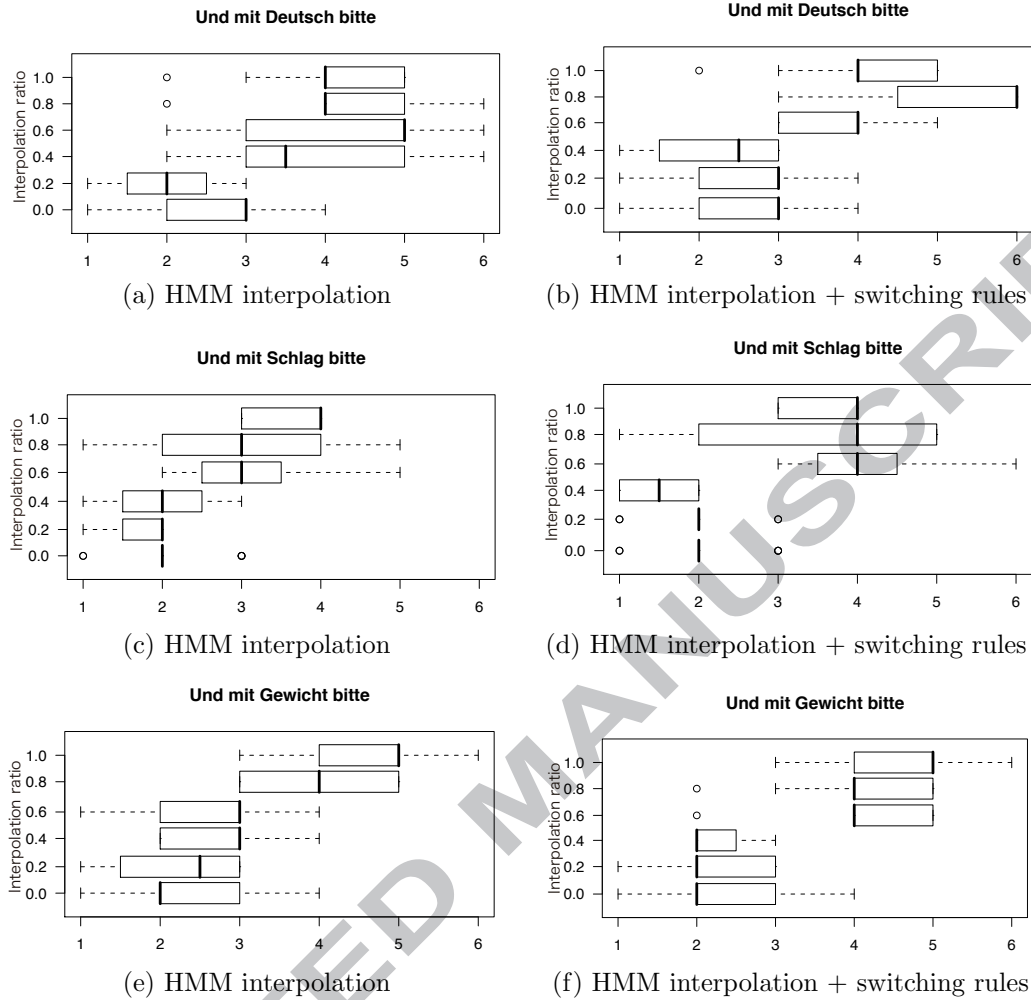 Und mit Deutsch bitte
Interpolation ratio
1.0
0.8
0.6
0.4
0.2
0.0
1 2 3 4 5 6
(a) HMM interpolation
Und mit Deutsch bitte
Interpolation ratio
1.0
0.8
0.6
0.4
0.2
0.0
1 2 3 4 5 6
(b) HMM interpolation + switching rules
Und mit Schlag bitte
Interpolation ratio
1.0
0.8
0.6
0.4
0.2
0.0
1 2 3 4 5 6
(c) HMM interpolation
Und mit Schlag bitte
Interpolation ratio
1.0
0.8
0.6
0.4
0.2
0.0
1 2 3 4 5 6
(d) HMM interpolation + switching rules
Und mit Gewicht bitte
Interpolation ratio
1.0
0.8
0.6
0.4
0.2
0.0
1 2 3 4 5 6
(e) HMM interpolation
Und mit Gewicht bitte
Interpolation ratio
1.0
0.8
0.6
0.4
0.2
0.0
1 2 3 4 5 6
(f) HMM interpolation + switching rules
TED MANUSCRIP